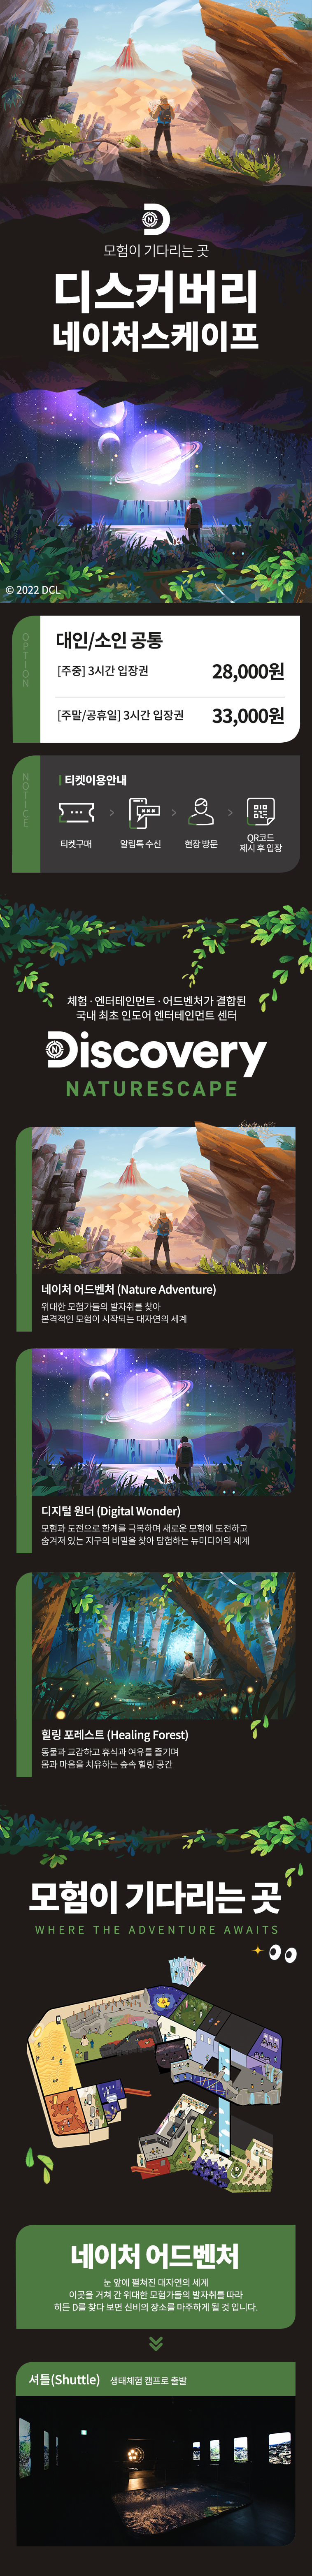 모험이 기다리는 곳
디스커버리
네이처스케이프
© 2022 DCL
OPTION
대인/소인 공통
[주중] 3시간 입장권 28,000원
[주말/공휴일] 3시간 입장권 33,000원
NOTICE
티켓이용안내
티켓구매
알림톡 수신
현장 방문
QR코드
제시 후 입장
체험 · 엔터테인먼트 · 어드벤처가 결합된
국내 최초 인도어 엔터테인먼트 센터
Discovery
NATURESCAPE
네이처 어드벤처 (Nature Adventure)
위대한 모험가들의 발자취를 찾아
본격적인 모험이 시작되는 대자연의 세계
디지털 원더 (Digital Wonder)
모험과 도전으로 한계를 극복하며 새로운 모험에 도전하고
숨겨져 있는 지구의 비밀을 찾아 탐험하는 뉴미디어의 세계
힐링 포레스트 (Healing Forest)
동물과 교감하고 휴식과 여유를 즐기며
몸과 마음을 치유하는 숲속 힐링 공간
모험이 기다리는 곳
WHERE THE ADVENTURE AWAITS
네이처 어드벤처
눈 앞에 펼쳐진 대자연의 세계
이곳을 거쳐 간 위대한 모험가들의 발자취를 따라
히든 D를 찾다 보면 신비의 장소를 마주하게 될 것 입니다.
셔틀(Shuttle) 생태체험 캠프로 출발